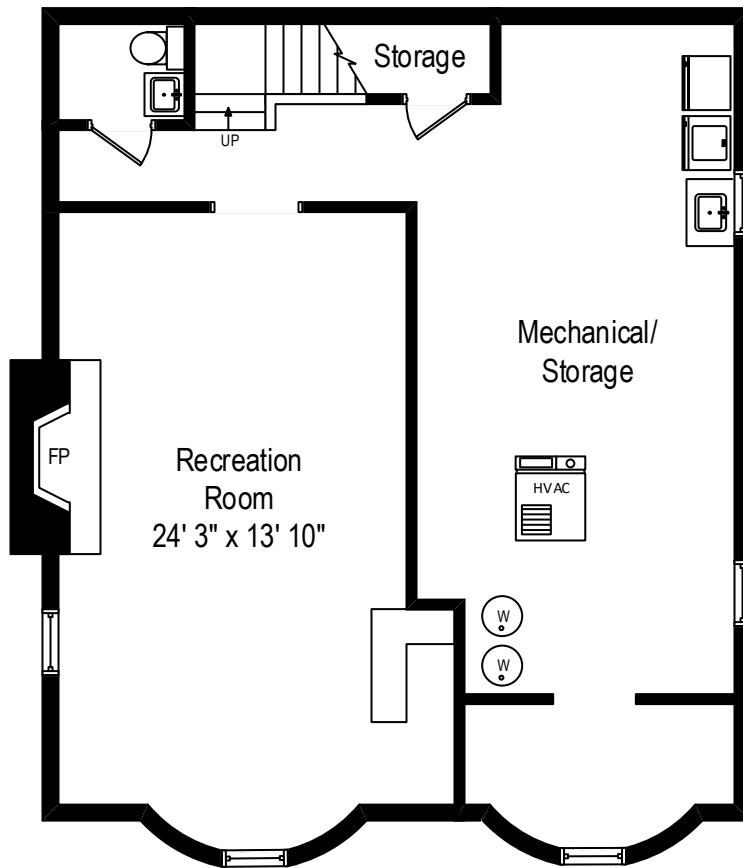 Storage
UP
Mechanical/
Storage
FP
Recreation
Room
24' 3" x 13' 10"
HVAC
W
W